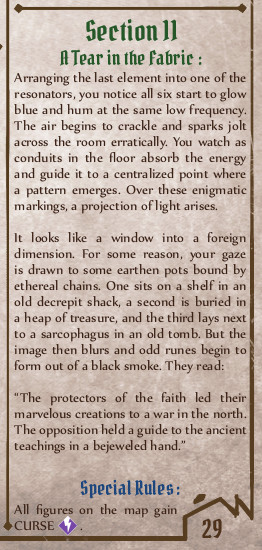 Section 11
A Tear in the Fabric :
Arranging the last element into one of the
resonators, you notice all six start to glow
blue and hum at the same low frequency.
The air begins to crackle and sparks jolt
across the room erratically. You watch as
conduits in the floor absorb the energy
and guide it to a centralized point where
a pattern emerges. Over these enigmatic
markings, a projection of light arises.
It looks like a window into a foreign
dimension. For some reason, your gaze
is drawn to some earthen pots bound by
ethereal chains. One sits on a shelf in an
old decrepit shack, a second is buried in
a heap of treasure, and the third lays next
to a sarcophagus in an old tomb. But the
image then blurs and odd runes begin to
form out of a black smoke. They read:
“The protectors of the faith led their
marvelous creations to a war in the north.
The opposition held a guide to the ancient
teachings in a bejeweled hand.”
Special Rules:
All figures on the map gain
CURSE .
29